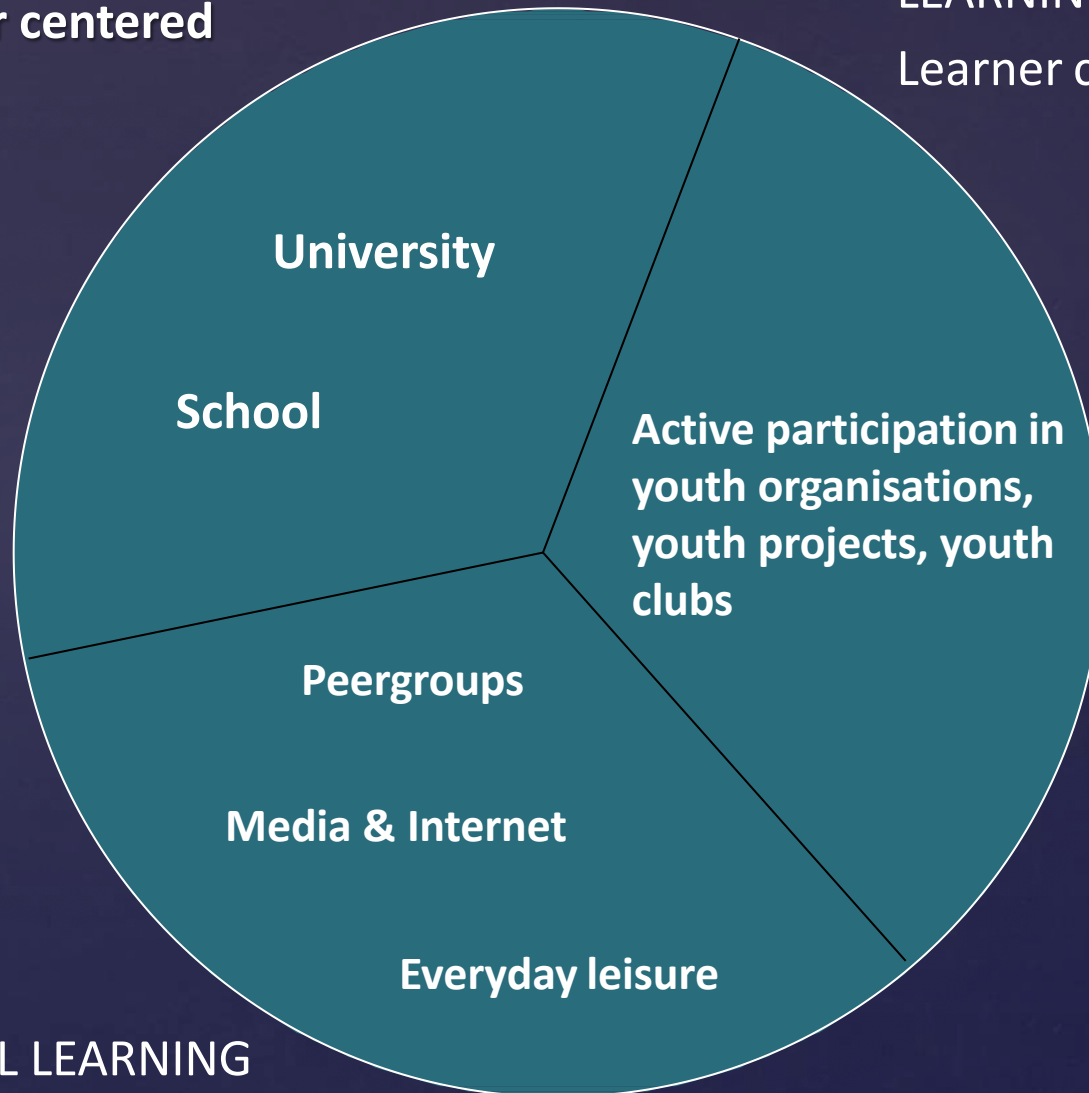 centered
LEARNIN
Learner
University
School
Active participation in
youth organisations,
youth projects, youth
clubs
Peergroups
Media & Internet
Everyday leisure
L LEARNING